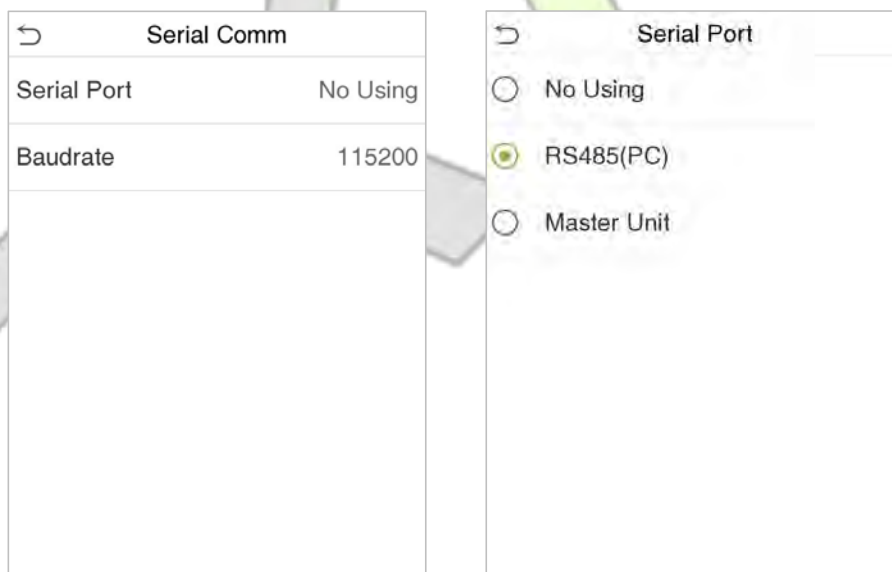 Serial Comm
Serial Port No Using
Baudrate 115200
Serial Port
No Using
RS485(PC)
Master Unit